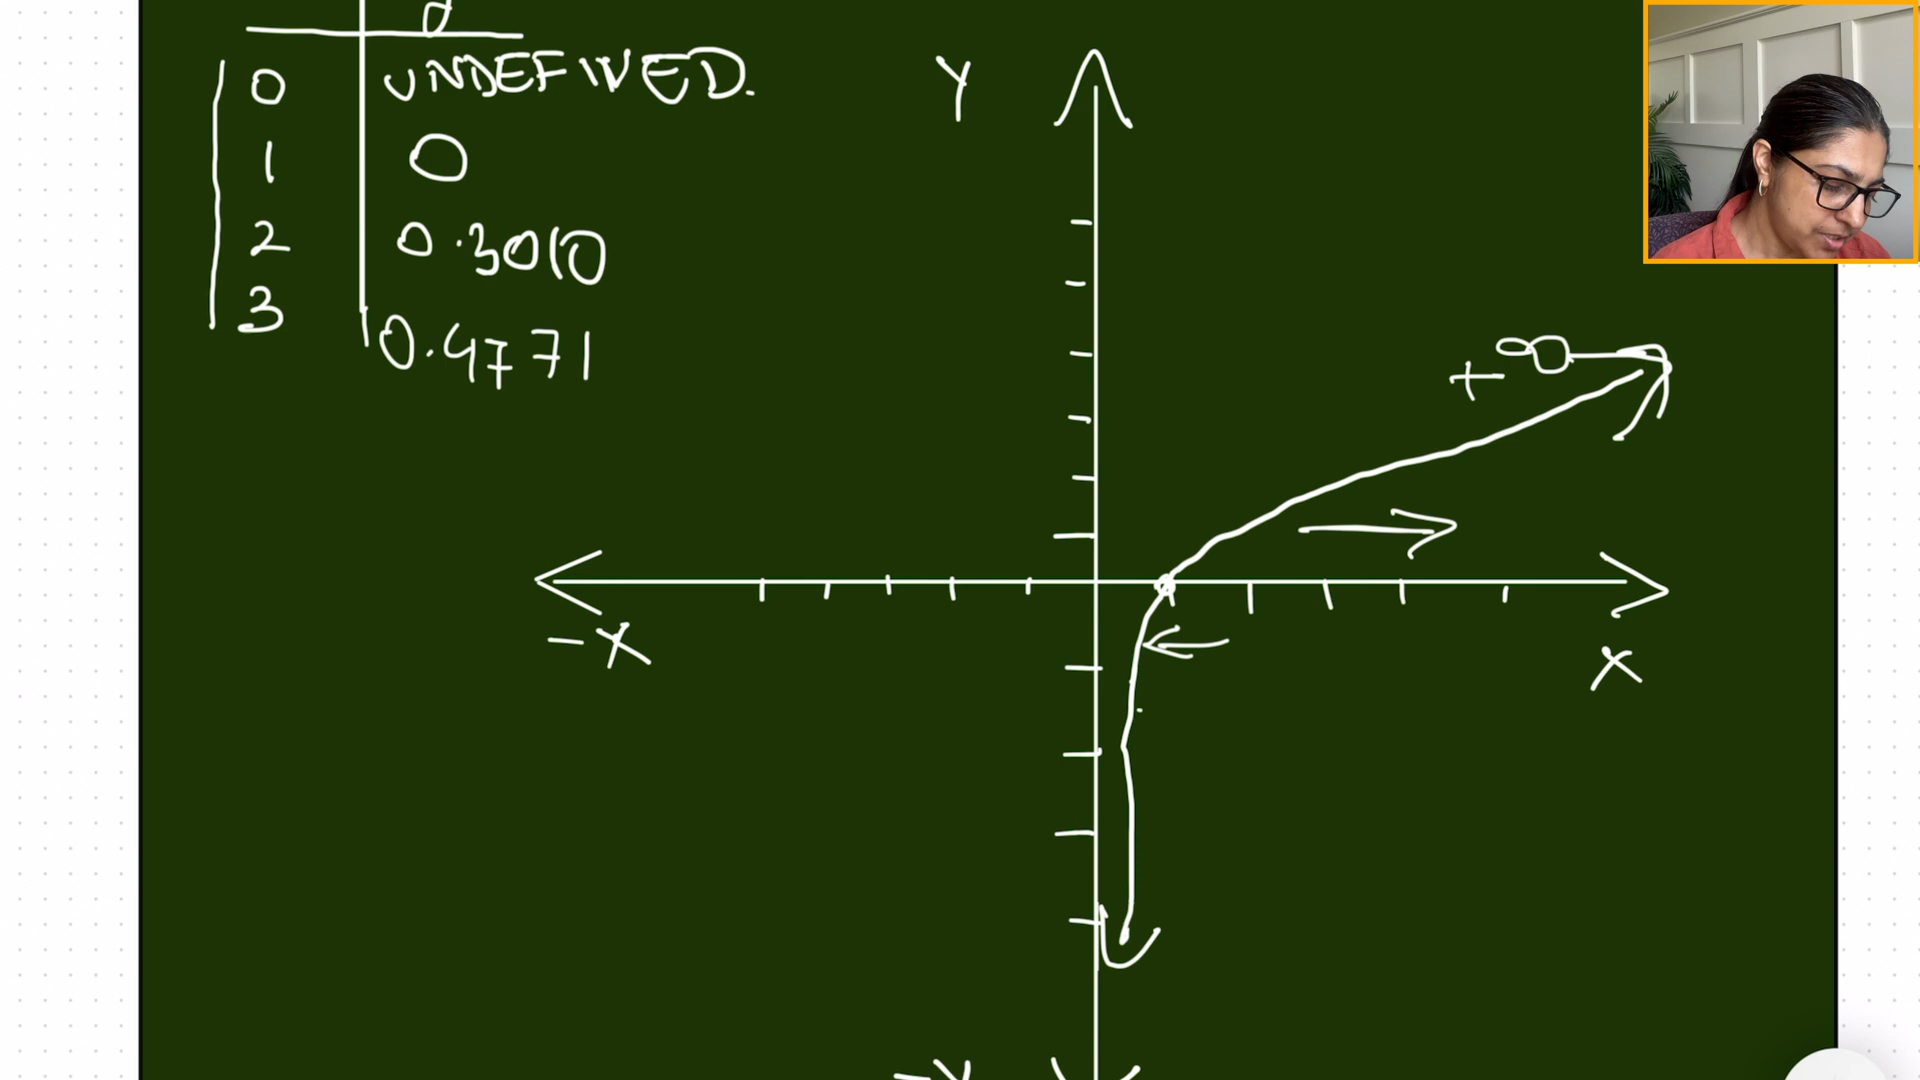 y
0 UNDEFINED.
1 0
2 0.3010
3 0.4771
Y
+∞
-X
X
-Y